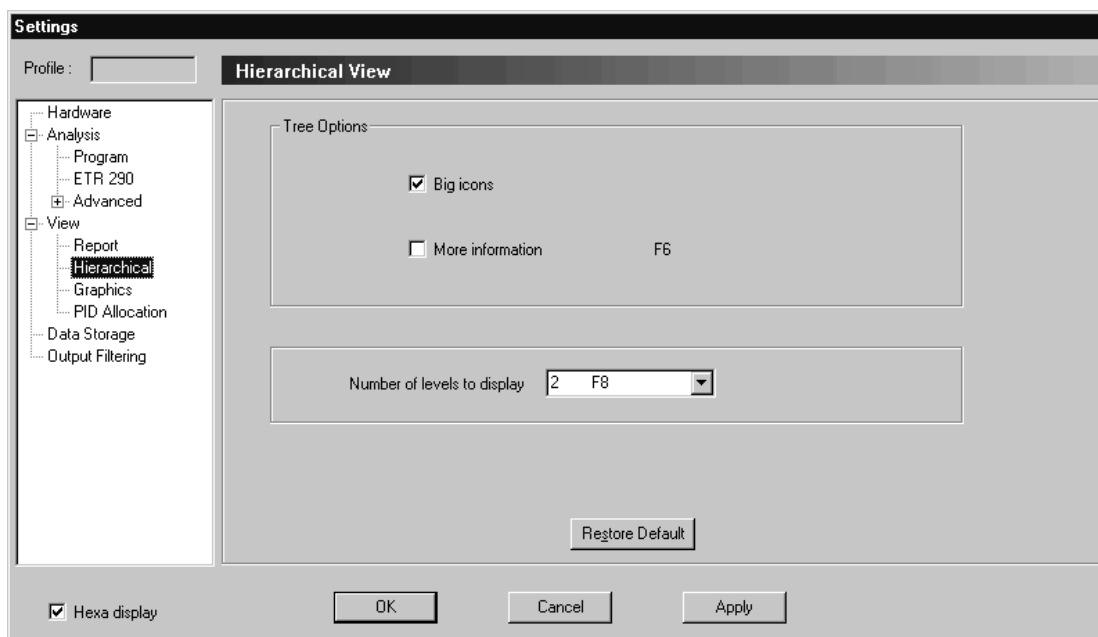 Settings
Profile :
Hierarchical View
Hardware
Analysis
Program
ETR 290
Advanced
View
Report
Hierarchical
Graphics
PID Allocation
Data Storage
Output Filtering
Tree Options
Big icons
More information F6
Number of levels to display 2 F8
Restore Default
Hexa display
OK Cancel Apply